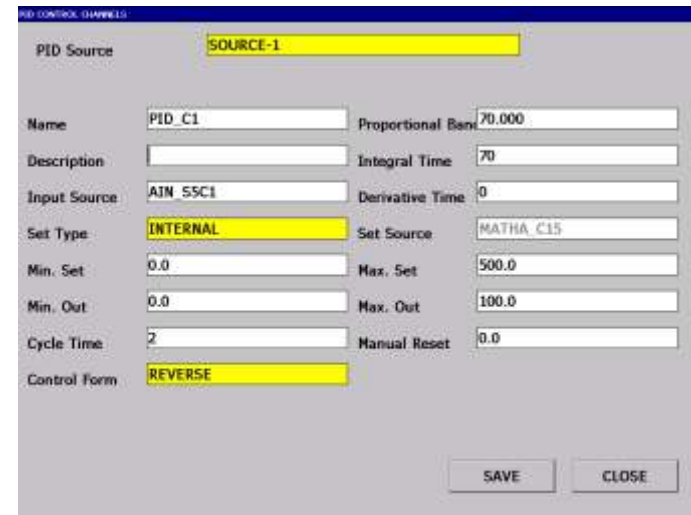 PID CONTROL CHANNELS
PID Source SOURCE-1
Name PID_C1 Proportional Band 70.000
Description Integral Time 70
Input Source AIN_S5C1 Derivative Time 0
Set Type INTERNAL Set Source MATHA_C15
Min. Set 0.0 Max. Set 500.0
Min. Out 0.0 Max. Out 100.0
Cycle Time 2 Manual Reset 0.0
Control Form REVERSE
SAVE CLOSE